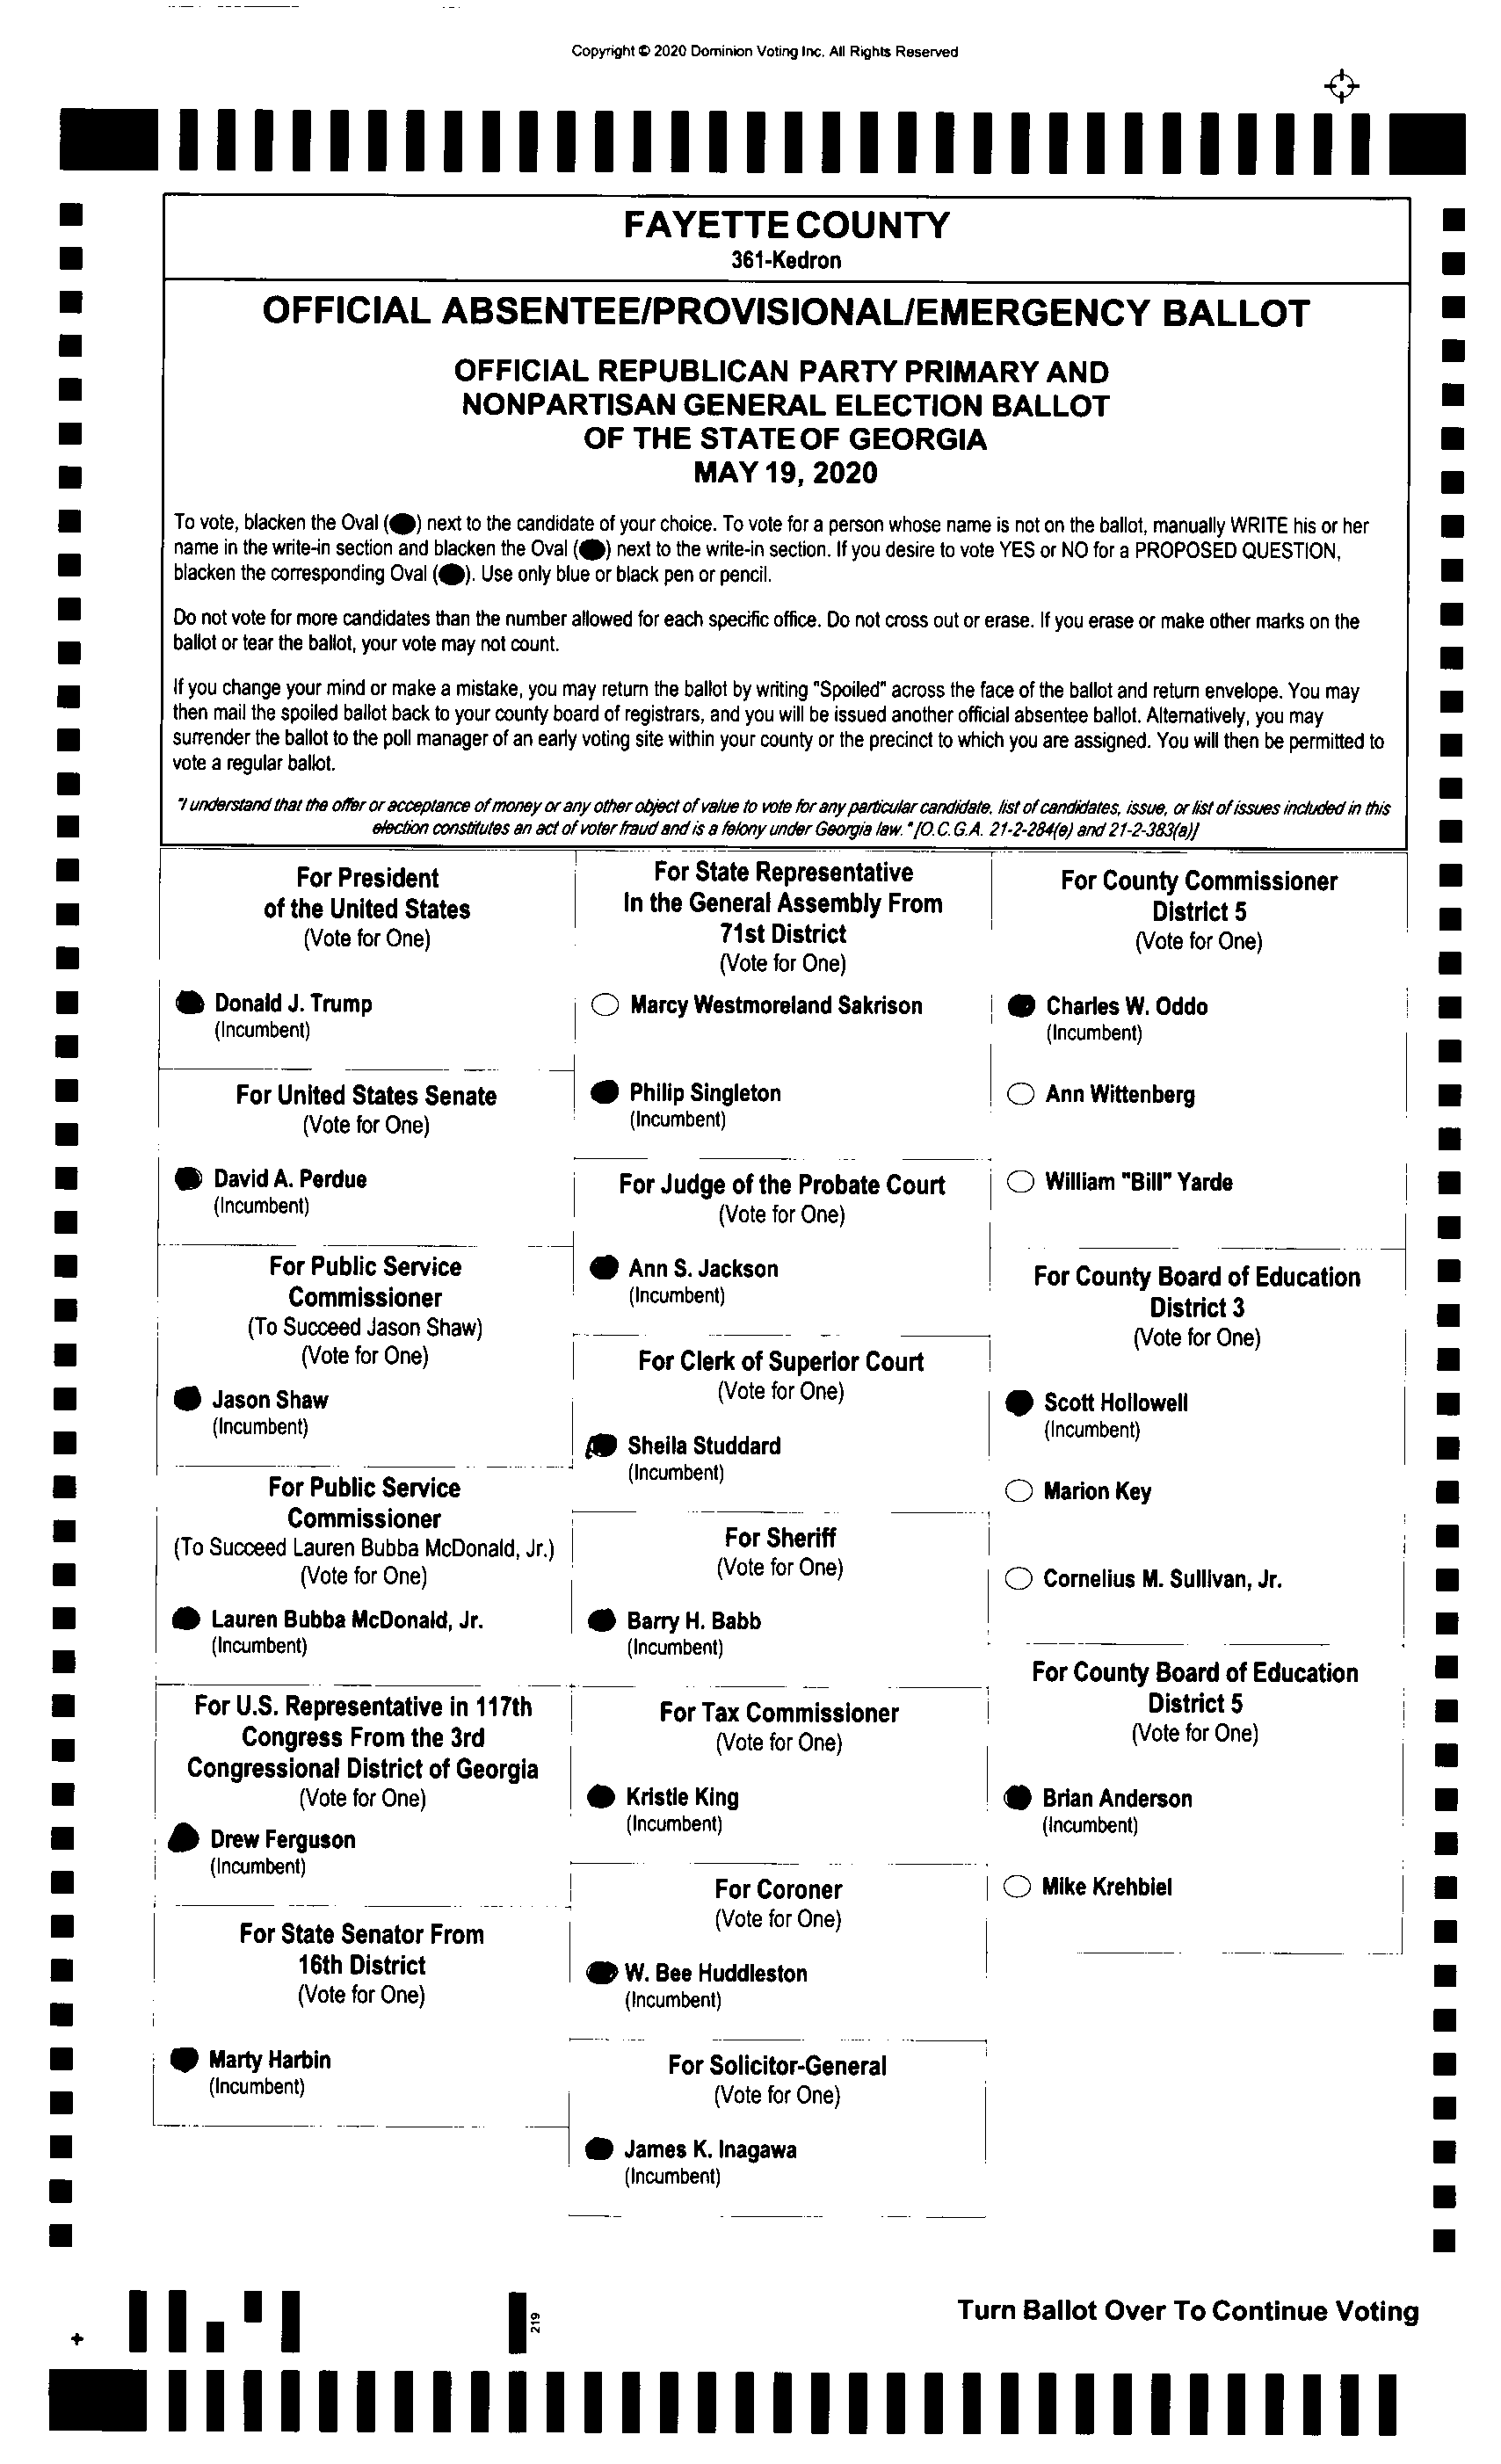 Copyright © 2020 Dominion Voting Inc. All Rights Reserved
FAYETTE COUNTY
361-Kedron
OFFICIAL ABSENTEE/PROVISIONAL/EMERGENCY BALLOT
OFFICIAL REPUBLICAN PARTY PRIMARY AND
NONPARTISAN GENERAL ELECTION BALLOT
OF THE STATE OF GEORGIA
MAY 19, 2020
To vote, blacken the Oval ( ) next to the candidate of your choice. To vote for a person whose name is not on the ballot, manually WRITE his or her
name in the write-in section and blacken the Oval ( ) next to the write-in section. If you desire to vote YES or NO for a PROPOSED QUESTION,
blacken the corresponding Oval ( ). Use only blue or black pen or pencil.
Do not vote for more candidates than the number allowed for each specific office. Do not cross out or erase. If you erase or make other marks on the
ballot or tear the ballot, your vote may not count.
If you change your mind or make a mistake, you may return the ballot by writing "Spoiled" across the face of the ballot and return envelope. You may
then mail the spoiled ballot back to your county board of registrars, and you will be issued another official absentee ballot. Alternatively, you may
surrender the ballot to the poll manager of an early voting site within your county or the precinct to which you are assigned. You will then be permitted to
vote a regular ballot.
"I understand that the offer or acceptance of money or any other object of value to vote for any particular candidate, list of candidates, issue, or list of issues included in this
election constitutes an act of voter fraud and is a felony under Georgia law." [O.C.G.A. 21-2-284(e) and 21-2-383(a)]
For President
of the United States
(Vote for One)
Donald J. Trump
(Incumbent)
For United States Senate
(Vote for One)
David A. Perdue
(Incumbent)
For Public Service
Commissioner
(To Succeed Jason Shaw)
(Vote for One)
Jason Shaw
(Incumbent)
For Public Service
Commissioner
(To Succeed Lauren Bubba McDonald, Jr.)
(Vote for One)
Lauren Bubba McDonald, Jr.
(Incumbent)
For U.S. Representative in 117th
Congress From the 3rd
Congressional District of Georgia
(Vote for One)
Drew Ferguson
(Incumbent)
For State Senator From
16th District
(Vote for One)
Marty Harbin
(Incumbent)
For State Representative
In the General Assembly From
71st District
(Vote for One)
Marcy Westmoreland Sakrison
Philip Singleton
(Incumbent)
For Judge of the Probate Court
(Vote for One)
Ann S. Jackson
(Incumbent)
For Clerk of Superior Court
(Vote for One)
Sheila Studdard
(Incumbent)
For Sheriff
(Vote for One)
Barry H. Babb
(Incumbent)
For Tax Commissioner
(Vote for One)
Kristie King
(Incumbent)
For Coroner
(Vote for One)
W. Bee Huddleston
(Incumbent)
For Solicitor-General
(Vote for One)
James K. Inagawa
(Incumbent)
For County Commissioner
District 5
(Vote for One)
Charles W. Oddo
(Incumbent)
Ann Wittenberg
William "Bill" Yarde
For County Board of Education
District 3
(Vote for One)
Scott Hollowell
(Incumbent)
Marion Key
Cornelius M. Sullivan, Jr.
For County Board of Education
District 5
(Vote for One)
Brian Anderson
(Incumbent)
Mike Krehbiel
219
Turn Ballot Over To Continue Voting